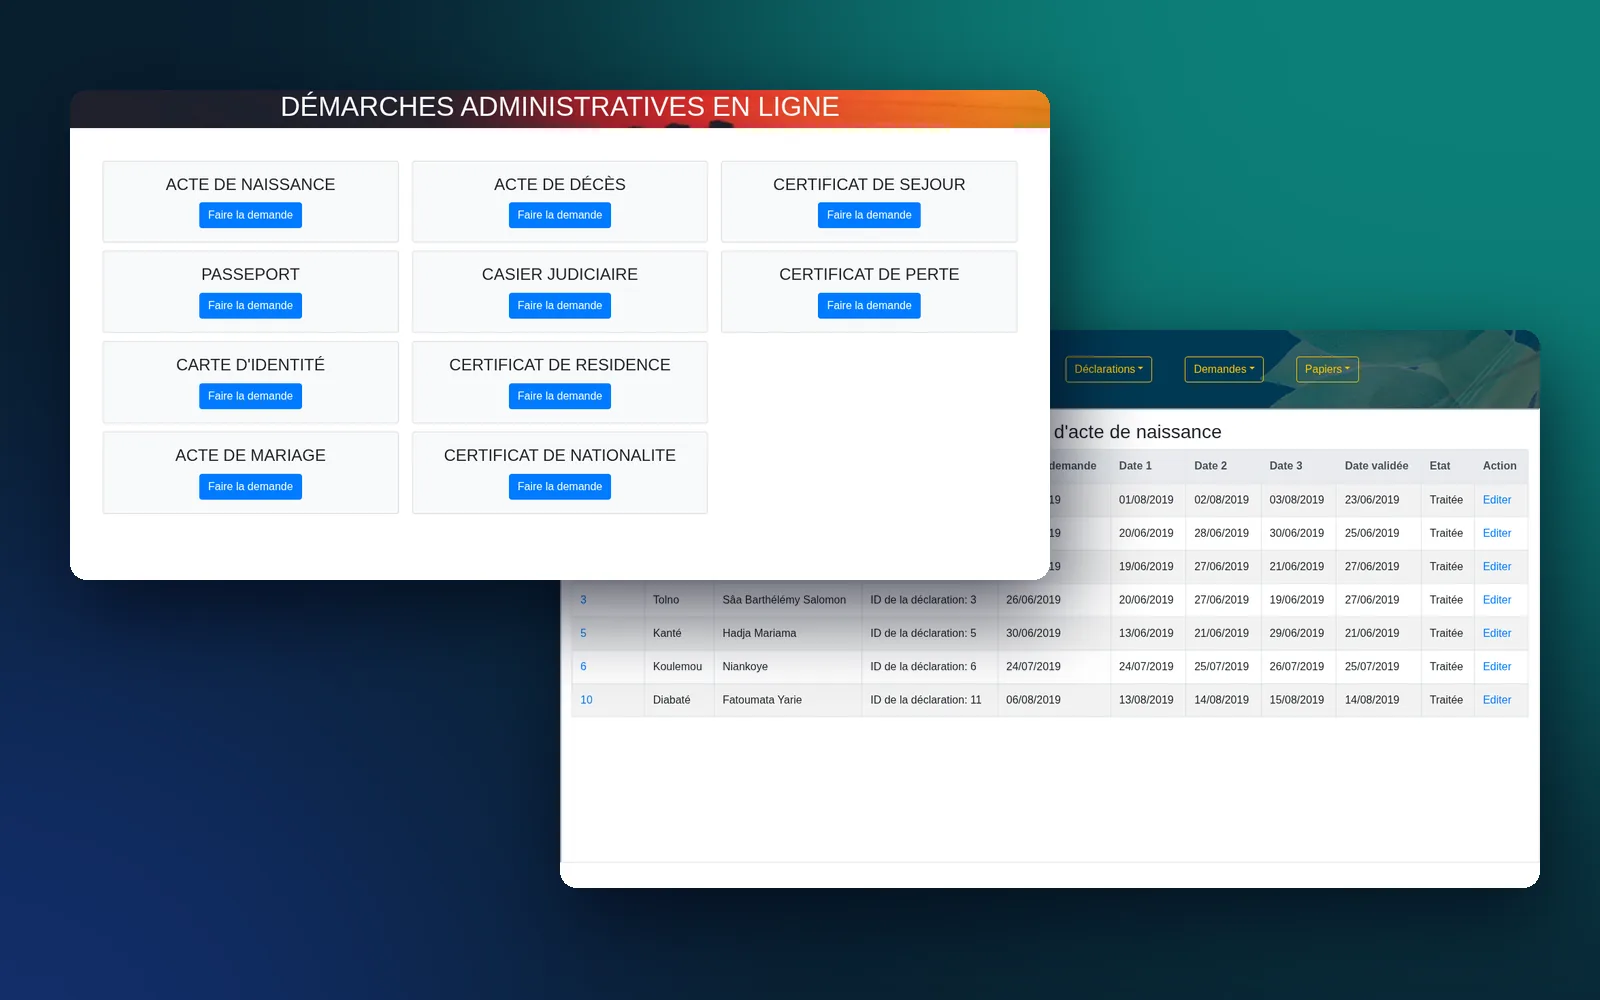 DÉMARCHES ADMINISTRATIVES EN LIGNE
ACTE DE NAISSANCE
Faire la demande
ACTE DE DÉCÈS
Faire la demande
CERTIFICAT DE SEJOUR
Faire la demande
PASSEPORT
Faire la demande
CASIER JUDICIAIRE
Faire la demande
CERTIFICAT DE PERTE
Faire la demande
CARTE D'IDENTITÉ
Faire la demande
CERTIFICAT DE RESIDENCE
Faire la demande
ACTE DE MARIAGE
Faire la demande
CERTIFICAT DE NATIONALITE
Faire la demande
Déclarations Demandes Papiers
d'acte de naissance
demande Date 1 Date 2 Date 3 Date validée Etat Action
19 01/08/2019 02/08/2019 03/08/2019 23/06/2019 Traitée Editer
19 20/06/2019 28/06/2019 30/06/2019 25/06/2019 Traitée Editer
19 19/06/2019 27/06/2019 21/06/2019 27/06/2019 Traitée Editer
3 Tolno Sâa Barthélémy Salomon ID de la déclaration: 3 26/06/2019 20/06/2019 27/06/2019 19/06/2019 27/06/2019 Traitée Editer
5 Kanté Hadja Mariama ID de la déclaration: 5 30/06/2019 13/06/2019 21/06/2019 29/06/2019 21/06/2019 Traitée Editer
6 Koulemou Niankoye ID de la déclaration: 6 24/07/2019 24/07/2019 25/07/2019 26/07/2019 25/07/2019 Traitée Editer
10 Diabaté Fatoumata Yarie ID de la déclaration: 11 06/08/2019 13/08/2019 14/08/2019 15/08/2019 14/08/2019 Traitée Editer